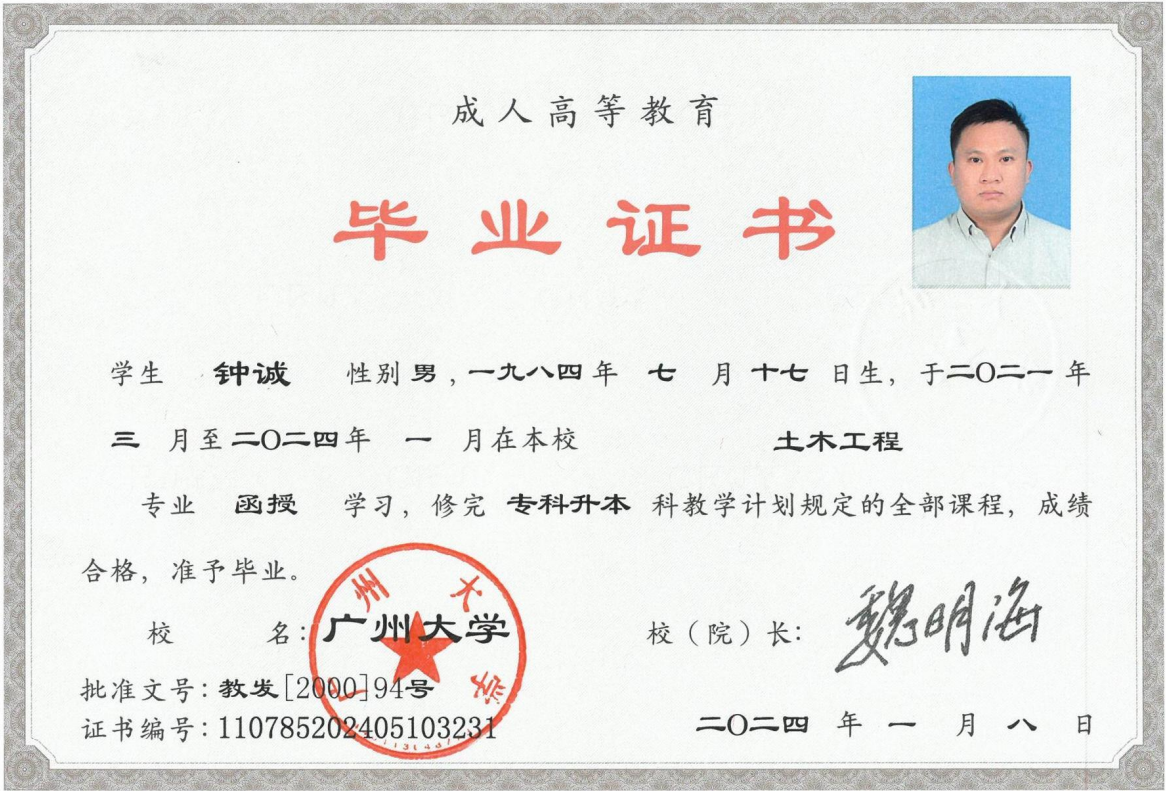 成人高等教育
毕业证书
学生 钟诚 性别 男，一九八四年 七 月 十七 日生，于二〇二一年
三 月至二〇二四年 一 月在本校 土木工程
专业 函授 学习，修完 专科升本 科教学计划规定的全部课程，成绩
合格，准予毕业。
校 名：广州大学 校（院）长：魏明海
批准文号：教发[2000]94号
证书编号：110785202405103231
二〇二四 年 一 月 八 日
广州大学